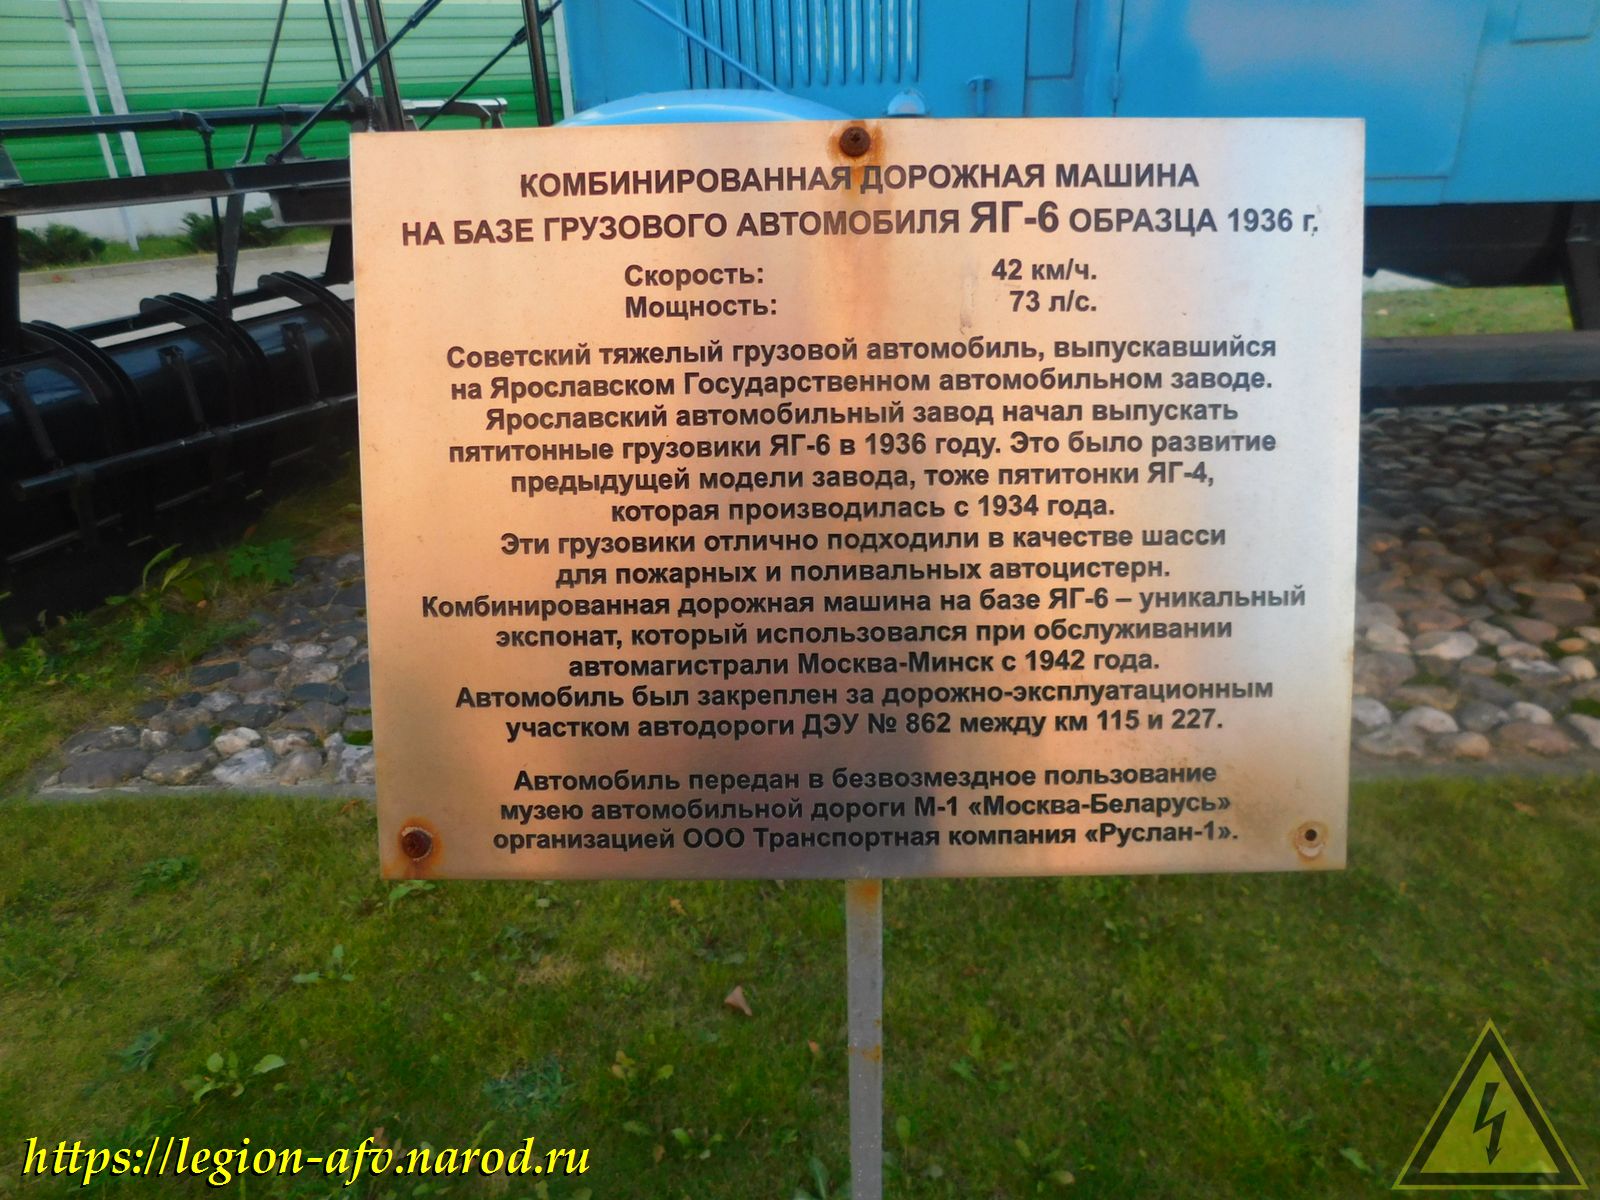 КОМБИНИРОВАННАЯ ДОРОЖНАЯ МАШИНА
НА БАЗЕ ГРУЗОВОГО АВТОМОБИЛЯ ЯГ-6 ОБРАЗЦА 1936 г.
Скорость: 42 км/ч.
Мощность: 73 л/с.
Советский тяжелый грузовой автомобиль, выпускавшийся
на Ярославском Государственном автомобильном заводе.
Ярославский автомобильный завод начал выпускать
пятитонные грузовики ЯГ-6 в 1936 году. Это было развитие
предыдущей модели завода, тоже пятитонки ЯГ-4,
которая производилась с 1934 года.
Эти грузовики отлично подходили в качестве шасси
для пожарных и поливальных автоцистерн.
Комбинированная дорожная машина на базе ЯГ-6 – уникальный
экспонат, который использовался при обслуживании
автомагистрали Москва-Минск с 1942 года.
Автомобиль был закреплен за дорожно-эксплуатационным
участком автодороги ДЭУ № 862 между км 115 и 227.
Автомобиль передан в безвозмездное пользование
музею автомобильной дороги М-1 «Москва-Беларусь»
организацией ООО Транспортная компания «Руслан-1».
https://legion-afv.narod.ru